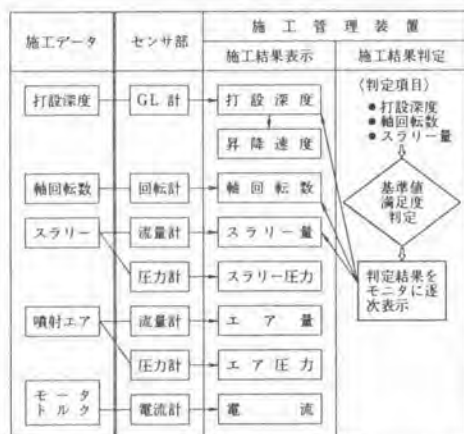 施工データ
センサ部
施工管理装置
施工結果表示
施工結果判定
打設深度
GL計
打設深度
昇降速度
軸回転数
回転計
軸回転数
スラリー
流量計
スラリー量
圧力計
スラリー圧力
噴射エア
流量計
エア量
圧力計
エア圧力
モータ
トルク
電流計
電流
(判定項目)
●打設深度
●軸回転数
●スラリー量
基準値
満足度
判定
判定結果を
モニタに逐
次表示